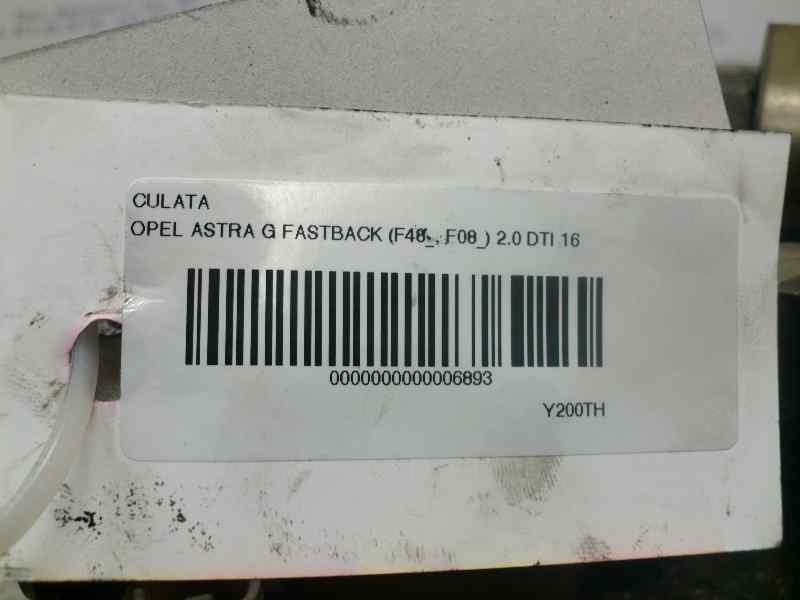 CULATA
OPEL ASTRA G FASTBACK (F48_, F08_) 2.0 DTI 16
0000000000006893
Y200TH